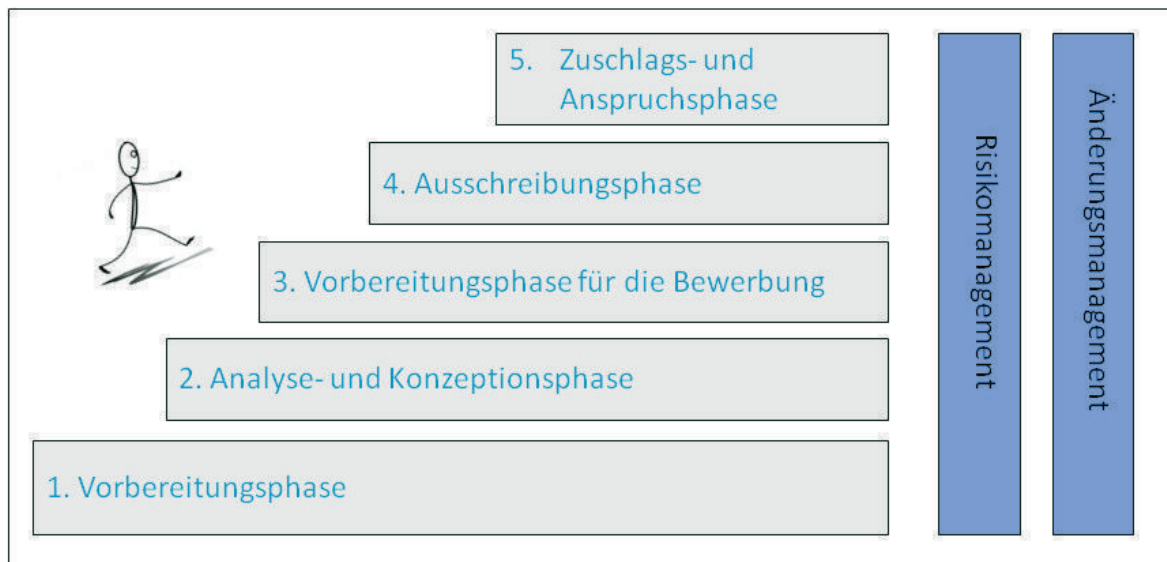 5. Zuschlags- und
Anspruchsphase
4. Ausschreibungsphase
3. Vorbereitungsphase für die Bewerbung
2. Analyse- und Konzeptionsphase
1. Vorbereitungsphase
Risikomanagement
Änderungsmanagement